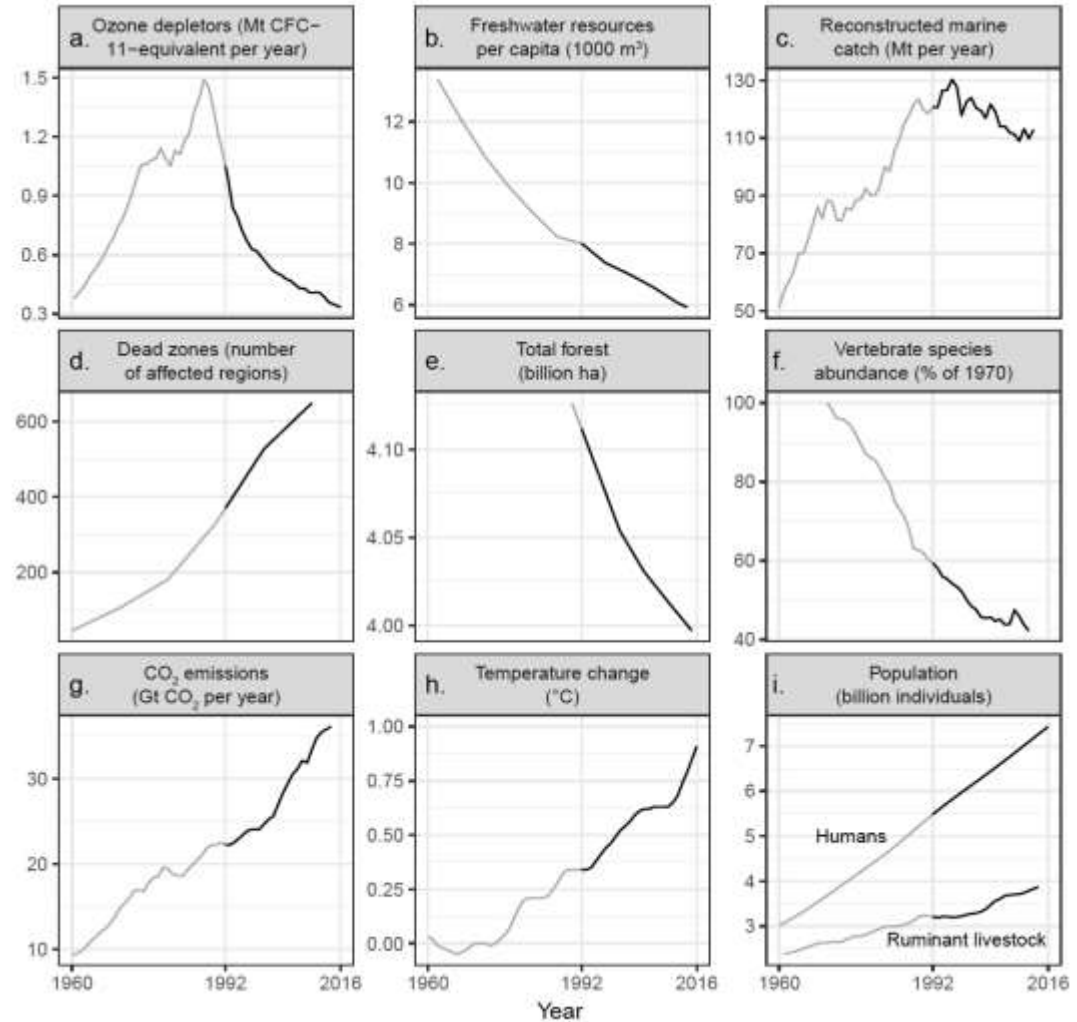 a.
Ozone depletors (Mt CFC−
11−equivalent per year)
b.
Freshwater resources
per capita (1000 m³)
c.
Reconstructed marine
catch (Mt per year)
1.5
1.2
0.9
0.6
0.3
12
10
8
6
130
110
90
70
50
d.
Dead zones (number
of affected regions)
e.
Total forest
(billion ha)
f.
Vertebrate species
abundance (% of 1970)
600
400
200
4.10
4.05
4.00
100
80
60
40
g.
CO₂ emissions
(Gt CO₂ per year)
h.
Temperature change
(°C)
i.
Population
(billion individuals)
30
20
10
1.00
0.75
0.50
0.25
0.00
7
6
5
4
3
Humans
Ruminant livestock
1960 1992 2016
1960 1992 2016
1960 1992 2016
Year